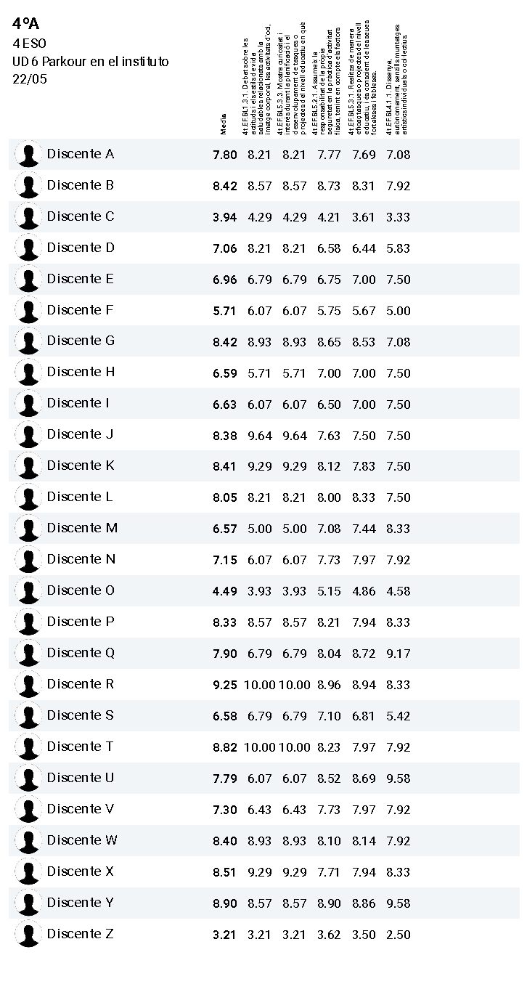 4ºA
4 ESO
UD 6 Parkour en el instituto
22/05
Media
4t.EF.BL1.3.1. Debat sobre les
actituds i els estils de vida
saludables relacionats amb la
imatge corporal, les activitats d'oci,
4t.EF.BL5.3.3. Mostra curiositat i
interés durant la planificació i el
desenvolupament de tasques o
projectes del nivell educatiu en què
4t.EF.BL5.2.1. Assumeix la
responsabilitat de la pròpia
seguretat en la pràctica d'activitat
física, tenint en compte els factors
4t.EF.BL5.3.1. Realitza de manera
eficaç tasques o projectes del nivell
educatiu, i és conscient de les seues
fortaleses i febleses.
4t.EF.BL4.1.1. Dissenya,
autònomament, senzills muntatges
artístics individuals o col·lectius.
Discente A 7.80 8.21 8.21 7.77 7.69 7.08
Discente B 8.42 8.57 8.57 8.73 8.31 7.92
Discente C 3.94 4.29 4.29 4.21 3.61 3.33
Discente D 7.06 8.21 8.21 6.58 6.44 5.83
Discente E 6.96 6.79 6.79 6.75 7.00 7.50
Discente F 5.71 6.07 6.07 5.75 5.67 5.00
Discente G 8.42 8.93 8.93 8.65 8.53 7.08
Discente H 6.59 5.71 5.71 7.00 7.00 7.50
Discente I 6.63 6.07 6.07 6.50 7.00 7.50
Discente J 8.38 9.64 9.64 7.63 7.50 7.50
Discente K 8.41 9.29 9.29 8.12 7.83 7.50
Discente L 8.05 8.21 8.21 8.00 8.33 7.50
Discente M 6.57 5.00 5.00 7.08 7.44 8.33
Discente N 7.15 6.07 6.07 7.73 7.97 7.92
Discente O 4.49 3.93 3.93 5.15 4.86 4.58
Discente P 8.33 8.57 8.57 8.21 7.94 8.33
Discente Q 7.90 6.79 6.79 8.04 8.72 9.17
Discente R 9.25 10.00 10.00 8.96 8.94 8.33
Discente S 6.58 6.79 6.79 7.10 6.81 5.42
Discente T 8.82 10.00 10.00 8.23 7.97 7.92
Discente U 7.79 6.07 6.07 8.52 8.69 9.58
Discente V 7.30 6.43 6.43 7.73 7.97 7.92
Discente W 8.40 8.93 8.93 8.10 8.14 7.92
Discente X 8.51 9.29 9.29 7.71 7.94 8.33
Discente Y 8.90 8.57 8.57 8.90 8.86 9.58
Discente Z 3.21 3.21 3.21 3.62 3.50 2.50